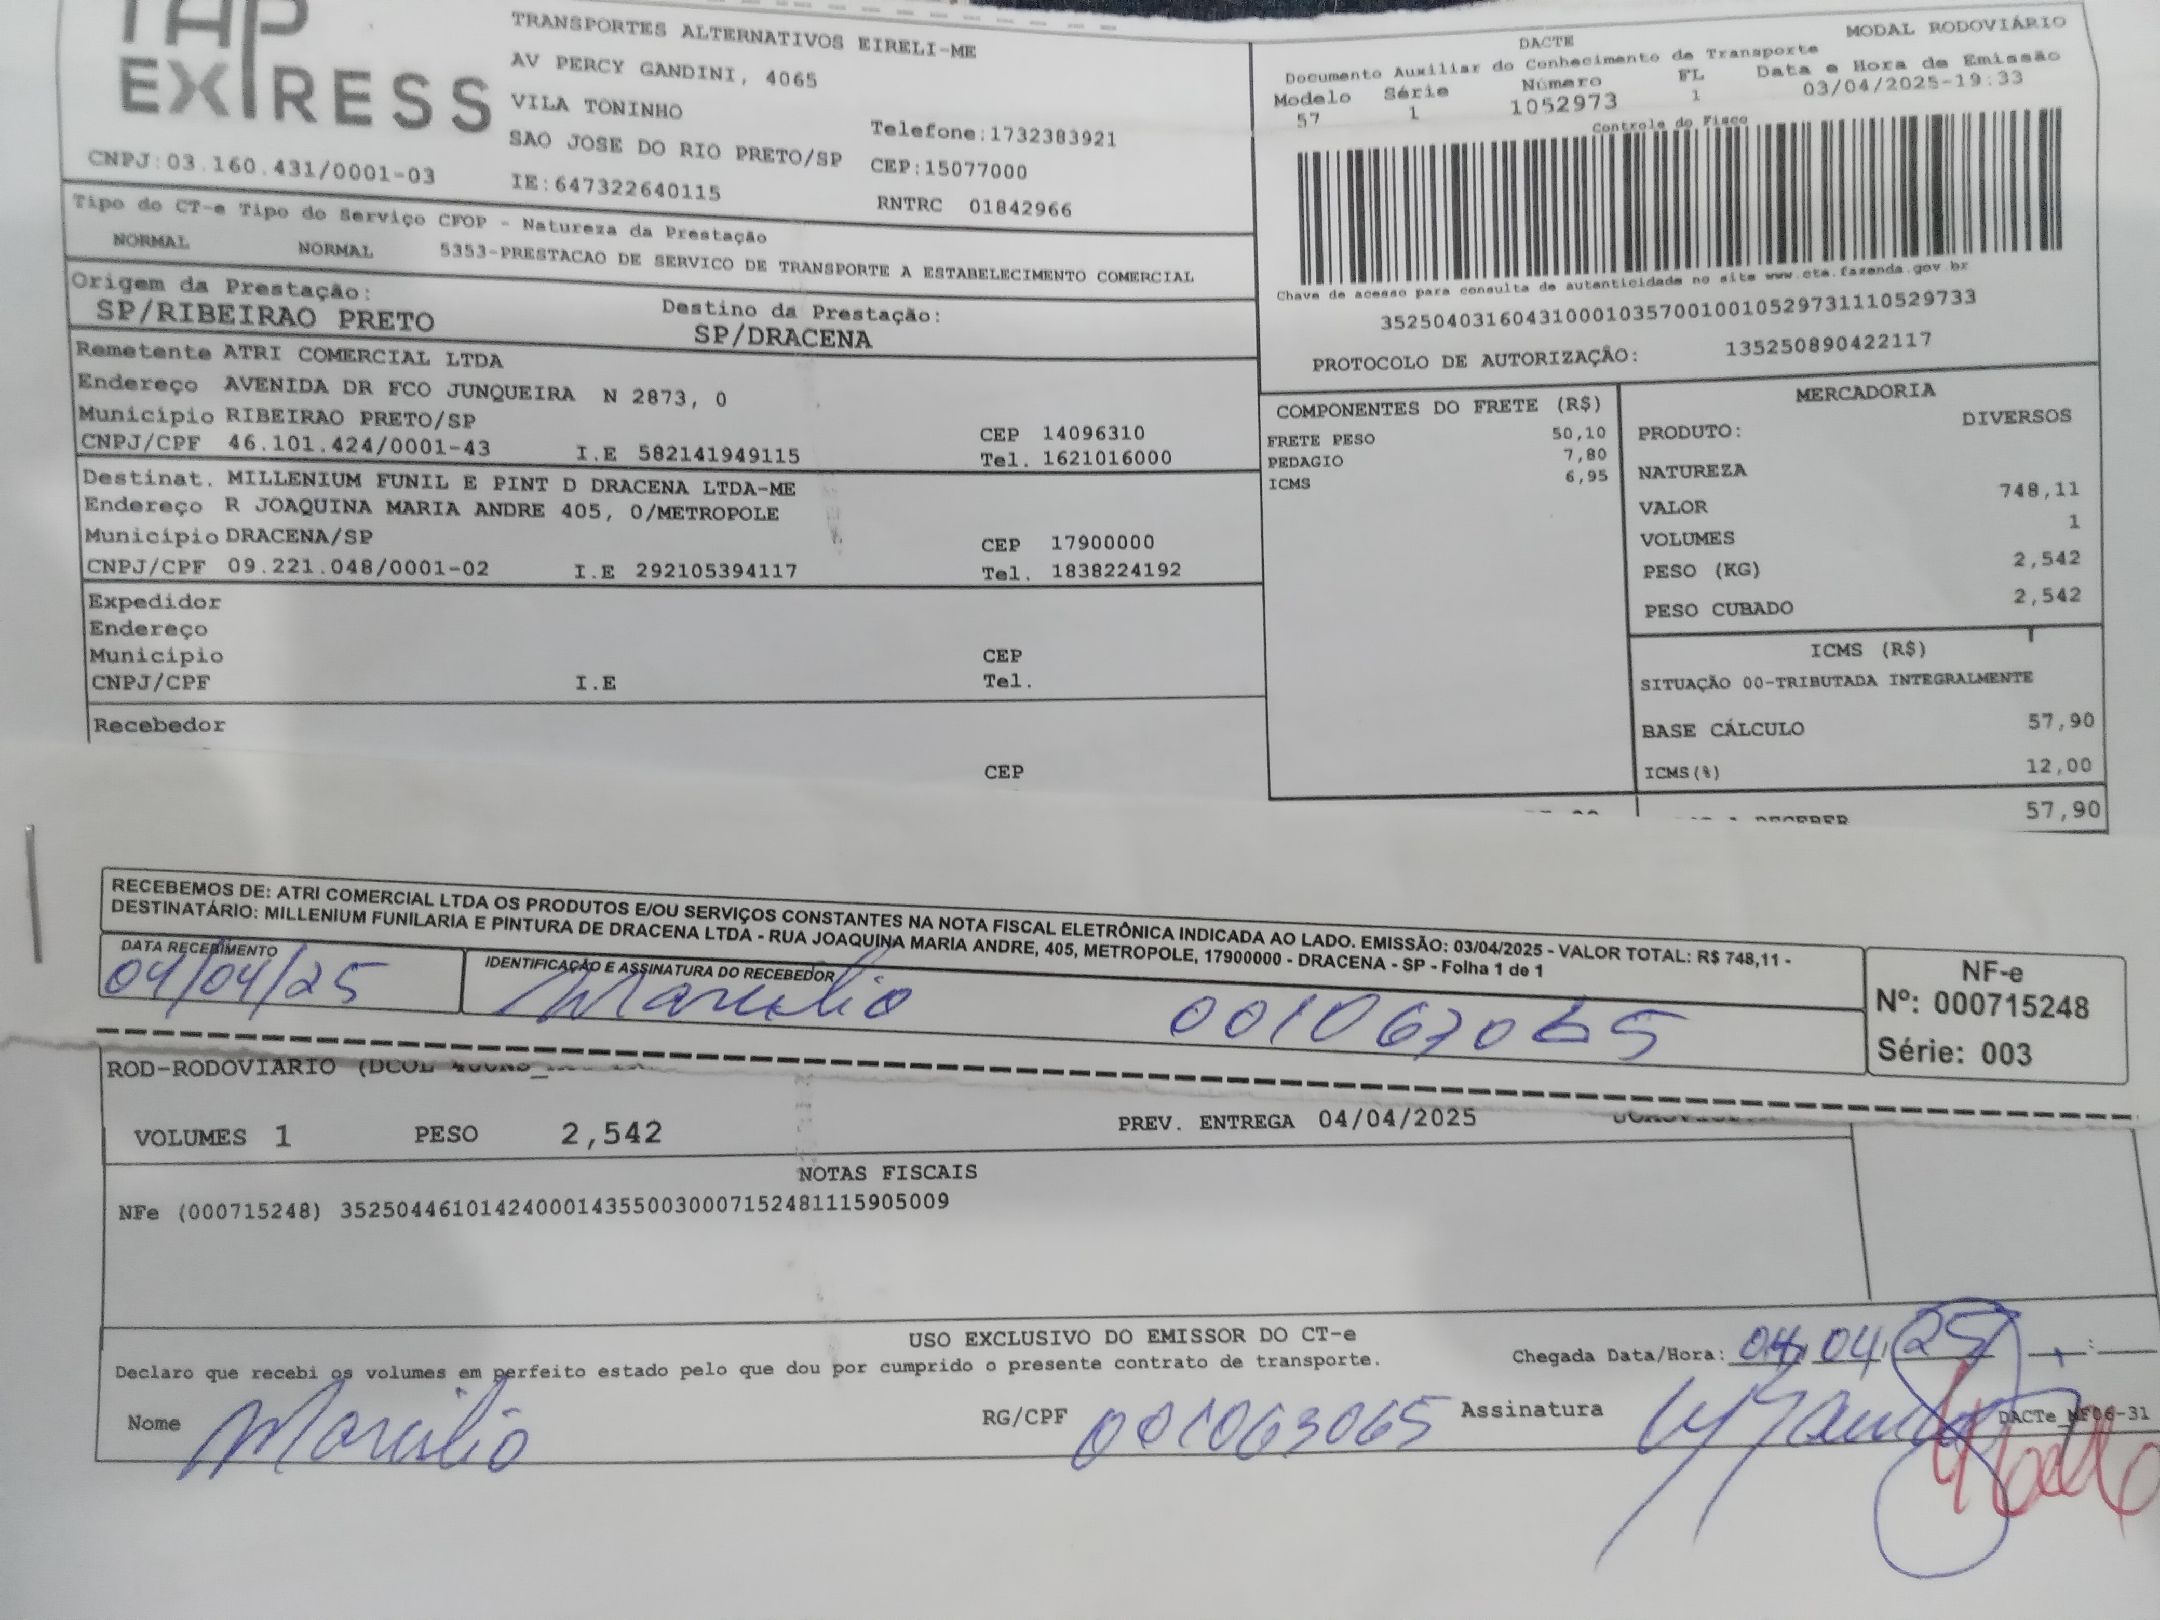 TAP
EXPRESS
CNPJ:03.160.431/0001-03
TRANSPORTES ALTERNATIVOS EIRELI-ME
AV PERCY GANDINI, 4065
VILA TONINHO
SAO JOSE DO RIO PRETO/SP
IE:647322640115
Telefone:1732383921
CEP:15077000
RNTRC 01842966
DACTE MODAL RODOVIÁRIO
Documento Auxiliar do Conhecimento de Transporte
Modelo Série Número FL Data e Hora de Emissão
57 1 1052973 1 03/04/2025-19:33
Controle do Fisco
Chave de acesso para consulta de autenticidade no site www.cte.fazenda.gov.br
35250403160431000103570010010529731110529733
PROTOCOLO DE AUTORIZAÇÃO: 135250890422117
Tipo do CT-e Tipo do Serviço CFOP - Natureza da Prestação
NORMAL NORMAL 5353-PRESTACAO DE SERVICO DE TRANSPORTE A ESTABELECIMENTO COMERCIAL
Origem da Prestação: Destino da Prestação:
SP/RIBEIRAO PRETO SP/DRACENA
Remetente ATRI COMERCIAL LTDA
Endereço AVENIDA DR FCO JUNQUEIRA N 2873, 0
Município RIBEIRAO PRETO/SP CEP 14096310
CNPJ/CPF 46.101.424/0001-43 I.E 582141949115 Tel. 1621016000
Destinat. MILLENIUM FUNIL E PINT D DRACENA LTDA-ME
Endereço R JOAQUINA MARIA ANDRE 405, 0/METROPOLE
Município DRACENA/SP CEP 17900000
CNPJ/CPF 09.221.048/0001-02 I.E 292105394117 Tel. 1838224192
Expedidor
Endereço
Município CEP
CNPJ/CPF I.E Tel.
Recebedor
CEP
COMPONENTES DO FRETE (R$)
FRETE PESO 50,10
PEDAGIO 7,80
ICMS 6,95
MERCADORIA
PRODUTO: DIVERSOS
NATUREZA
VALOR 748,11
VOLUMES 1
PESO (KG) 2,542
PESO CUBADO 2,542
ICMS (R$)
SITUAÇÃO 00-TRIBUTADA INTEGRALMENTE
BASE CÁLCULO 57,90
ICMS(%) 12,00
RECEBER 57,90
RECEBEMOS DE: ATRI COMERCIAL LTDA OS PRODUTOS E/OU SERVIÇOS CONSTANTES NA NOTA FISCAL ELETRÔNICA INDICADA AO LADO. EMISSÃO: 03/04/2025 - VALOR TOTAL: R$ 748,11 -
DESTINATÁRIO: MILLENIUM FUNILARIA E PINTURA DE DRACENA LTDA - RUA JOAQUINA MARIA ANDRE, 405, METROPOLE, 17900000 - DRACENA - SP - Folha 1 de 1
DATA RECEBIMENTO IDENTIFICAÇÃO E ASSINATURA DO RECEBEDOR
04/04/25 Marcilio 001063065
NF-e
Nº: 000715248
Série: 003
ROD-RODOVIARIO
VOLUMES 1 PESO 2,542 PREV. ENTREGA 04/04/2025
NOTAS FISCAIS
NFe (000715248) 35250446101424000143550030007152481115905009
USO EXCLUSIVO DO EMISSOR DO CT-e
Declaro que recebi os volumes em perfeito estado pelo que dou por cumprido o presente contrato de transporte. Chegada Data/Hora: 04 04 25
Nome Marcilio RG/CPF 001063065 Assinatura
DACTe_MF06-31